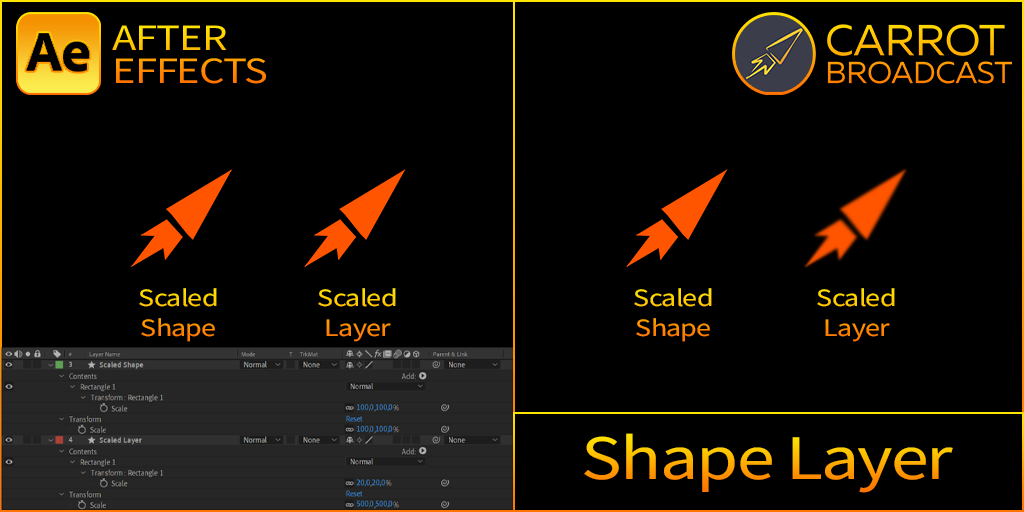 Ae
AFTER
EFFECTS
CARROT
BROADCAST
Scaled
Shape
Scaled
Layer
Scaled
Shape
Scaled
Layer
# Layer Name Mode T TrkMat fx Parent & Link
3 Scaled Shape Normal None None
Contents Add:
Rectangle 1 Normal
Transform: Rectangle 1
Scale 100,0,100,0%
Transform Reset
Scale 100,0,100,0%
4 Scaled Layer Normal None None
Contents Add:
Rectangle 1 Normal
Transform: Rectangle 1
Scale 20,0,20,0%
Transform Reset
Scale 500,0,500,0%
Shape Layer